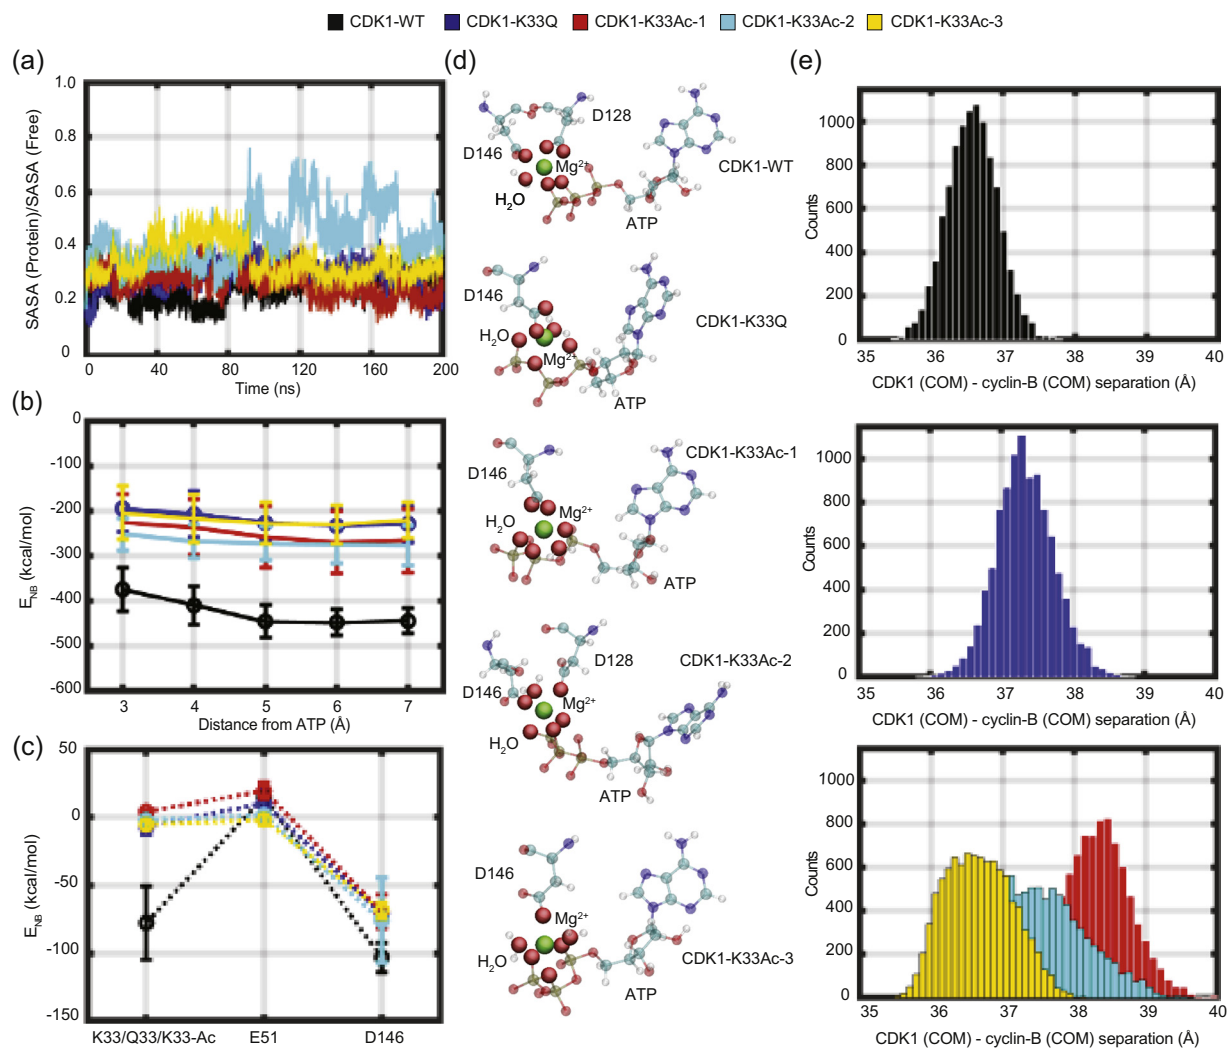 CDK1-WT CDK1-K33Q CDK1-K33Ac-1 CDK1-K33Ac-2 CDK1-K33Ac-3
(a)
SASA (Protein)/SASA (Free)
1.0
0.8
0.6
0.4
0.2
0
0 40 80 120 160 200
Time (ns)
(b)
E_NB (kcal/mol)
0
-100
-200
-300
-400
-500
-600
3 4 5 6 7
Distance from ATP (Å)
(c)
E_NB (kcal/mol)
50
0
-50
-100
-150
K33/Q33/K33-Ac E51 D146
(d)
D128
D146
Mg²⁺
CDK1-WT
H₂O
ATP
D146
CDK1-K33Q
H₂O
Mg²⁺
ATP
CDK1-K33Ac-1
D146
Mg²⁺
H₂O
ATP
D128
CDK1-K33Ac-2
D146
Mg²⁺
H₂O
ATP
D146
Mg²⁺
H₂O
CDK1-K33Ac-3
ATP
(e)
Counts
1000
800
600
400
200
0
35 36 37 38 39 40
CDK1 (COM) - cyclin-B (COM) separation (Å)
Counts
1000
800
600
400
200
0
35 36 37 38 39 40
CDK1 (COM) - cyclin-B (COM) separation (Å)
Counts
1000
800
600
400
200
0
35 36 37 38 39 40
CDK1 (COM) - cyclin-B (COM) separation (Å)